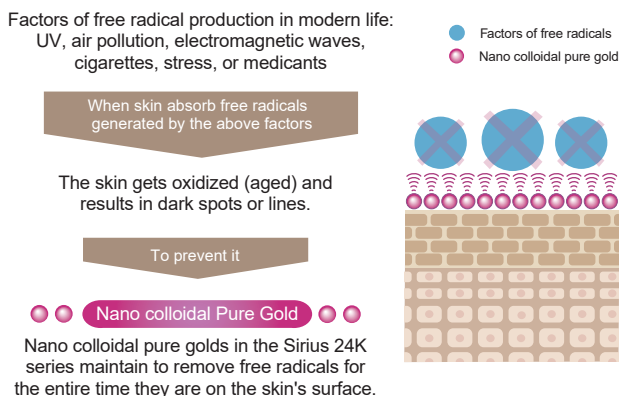 Factors of free radical production in modern life:
UV, air pollution, electromagnetic waves,
cigarettes, stress, or medicants
When skin absorb free radicals
generated by the above factors
The skin gets oxidized (aged) and
results in dark spots or lines.
To prevent it
Nano colloidal Pure Gold
Nano colloidal pure golds in the Sirius 24K
series maintain to remove free radicals for
the entire time they are on the skin's surface.
Factors of free radicals
Nano colloidal pure gold